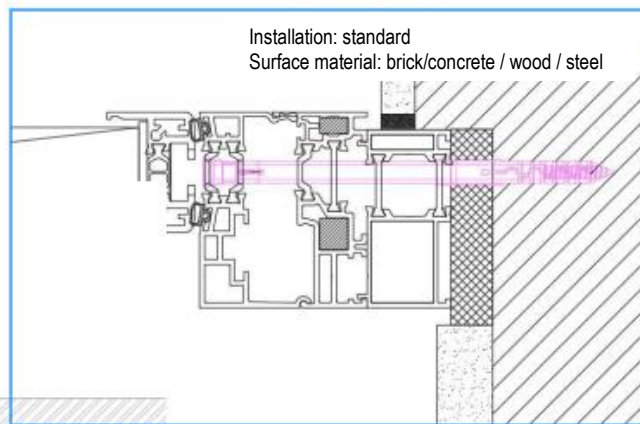 Installation: standard
Surface material: brick/concrete / wood / steel